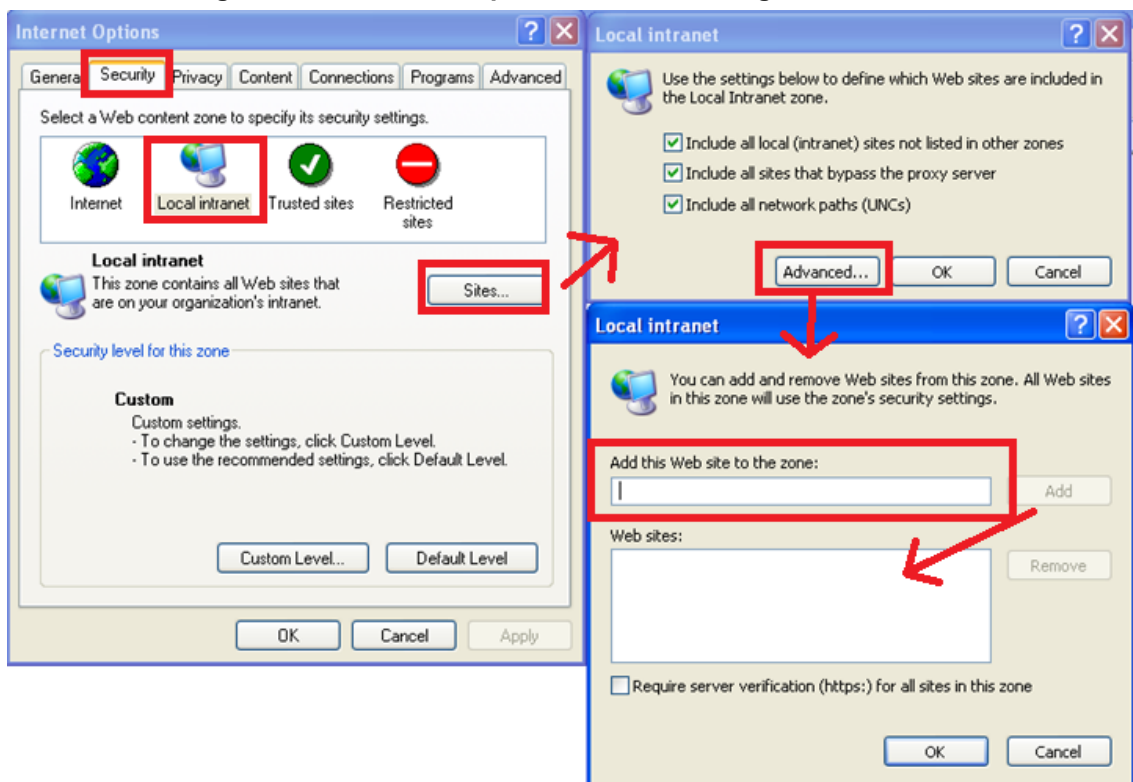 Internet Options
General Security Privacy Content Connections Programs Advanced
Select a Web content zone to specify its security settings.
Internet Local intranet Trusted sites Restricted
sites
Local intranet
This zone contains all Web sites that
are on your organization's intranet.
Sites...
Security level for this zone
Custom
Custom settings.
- To change the settings, click Custom Level.
- To use the recommended settings, click Default Level.
Custom Level... Default Level
OK Cancel Apply
Local intranet
Use the settings below to define which Web sites are included in
the Local Intranet zone.
Include all local (intranet) sites not listed in other zones
Include all sites that bypass the proxy server
Include all network paths (UNCs)
Advanced... OK Cancel
Local intranet
You can add and remove Web sites from this zone. All Web sites
in this zone will use the zone's security settings.
Add this Web site to the zone:
Add
Web sites:
Remove
Require server verification (https:) for all sites in this zone
OK Cancel